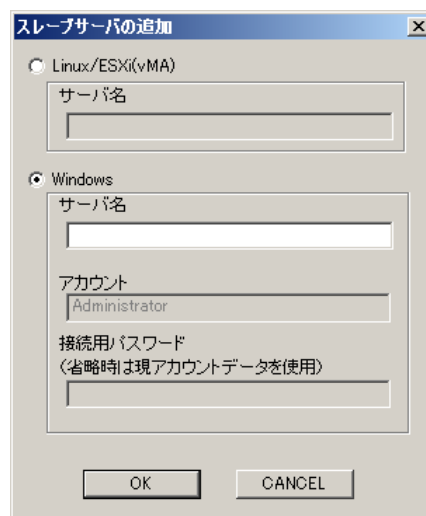 スレーブサーバの追加
Linux/ESXi(vMA)
サーバ名
Windows
サーバ名
アカウント
Administrator
接続用パスワード
(省略時は現アカウントデータを使用)
OK
CANCEL